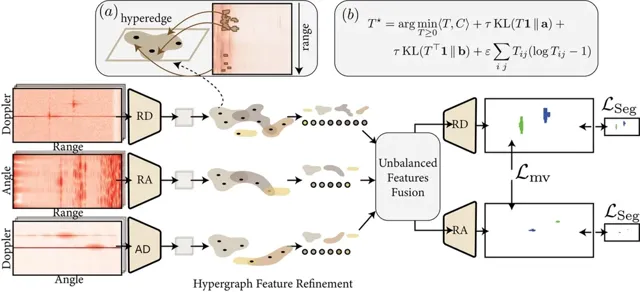 (a)
hyperedge
range
(b)
T⋆ = arg min T≥0 ⟨T, C⟩ + τ KL(T1 ∥ a) +
τ KL(T⊤1 ∥ b) + ε ∑ i j Tij(log Tij − 1)
Doppler
Range
RD
Angle
Range
RA
Doppler
Angle
AD
Hypergraph Feature Refinement
Unbalanced
Features
Fusion
RD
RA
ℒSeg
ℒmv
ℒSeg